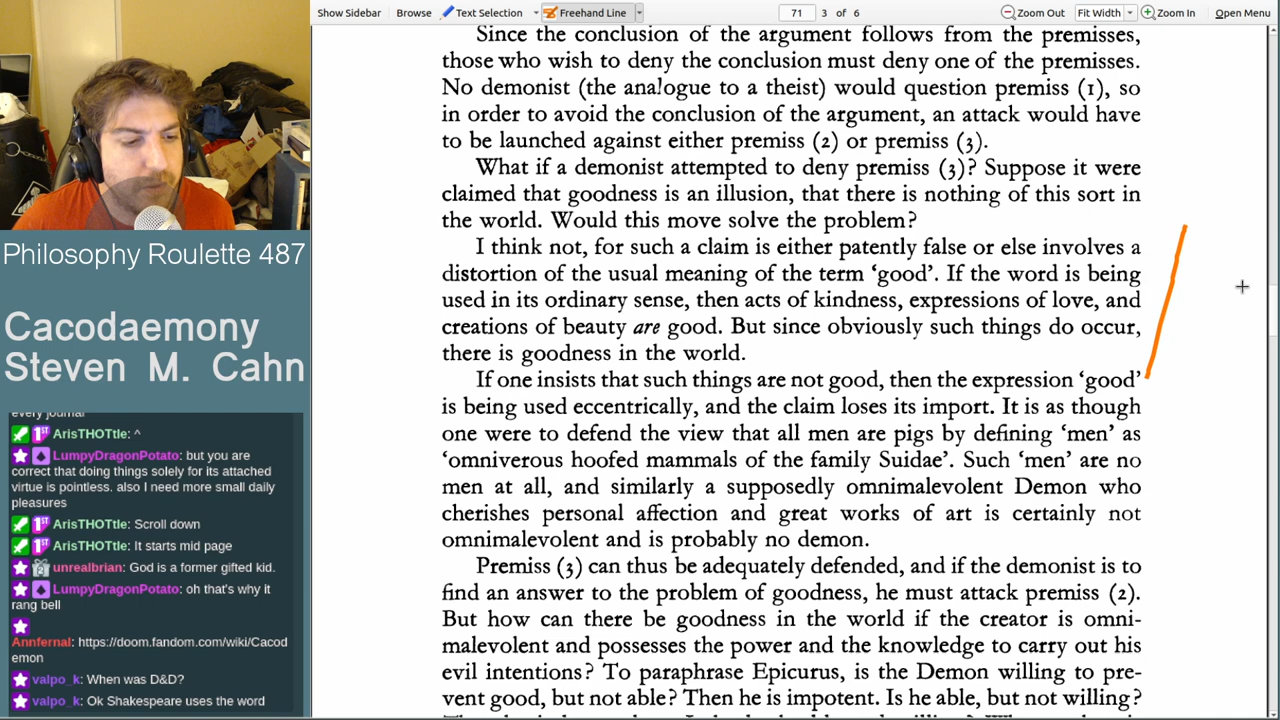 Show Sidebar Browse Text Selection Freehand Line 71 3 of 6 Zoom Out Fit Width Zoom In Open Menu
Since the conclusion of the argument follows from the premisses,
those who wish to deny the conclusion must deny one of the premisses.
No demonist (the analogue to a theist) would question premiss (1), so
in order to avoid the conclusion of the argument, an attack would have
to be launched against either premiss (2) or premiss (3).
What if a demonist attempted to deny premiss (3)? Suppose it were
claimed that goodness is an illusion, that there is nothing of this sort in
the world. Would this move solve the problem?
I think not, for such a claim is either patently false or else involves a
distortion of the usual meaning of the term ‘good’. If the word is being
used in its ordinary sense, then acts of kindness, expressions of love, and
creations of beauty are good. But since obviously such things do occur,
there is goodness in the world.
If one insists that such things are not good, then the expression ‘good’
is being used eccentrically, and the claim loses its import. It is as though
one were to defend the view that all men are pigs by defining ‘men’ as
‘omniverous hoofed mammals of the family Suidae’. Such ‘men’ are no
men at all, and similarly a supposedly omnimalevolent Demon who
cherishes personal affection and great works of art is certainly not
omnimalevolent and is probably no demon.
Premiss (3) can thus be adequately defended, and if the demonist is to
find an answer to the problem of goodness, he must attack premiss (2).
But how can there be goodness in the world if the creator is omni-
malevolent and possesses the power and the knowledge to carry out his
evil intentions? To paraphrase Epicurus, is the Demon willing to pre-
vent good, but not able? Then he is impotent. Is he able, but not willing?
Philosophy Roulette 487
Cacodaemony
Steven M. Cahn
every journal
1ST ArisTHOTtle: ^
LumpyDragonPotato: but you are
correct that doing things solely for its attached
virtue is pointless. also I need more small daily
pleasures
1ST ArisTHOTtle: Scroll down
1ST ArisTHOTtle: It starts mid page
unrealbrian: God is a former gifted kid.
LumpyDragonPotato: oh that's why it
rang bell
Annfernal: https://doom.fandom.com/wiki/Cacod
emon
valpo_k: When was D&D?
valpo_k: Ok Shakespeare uses the word